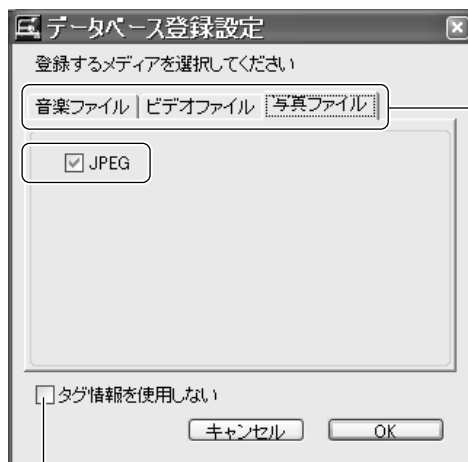 データベース登録設定
登録するメディアを選択してください
音楽ファイル ビデオファイル 写真ファイル
JPEG
タグ情報を使用しない
キャンセル OK